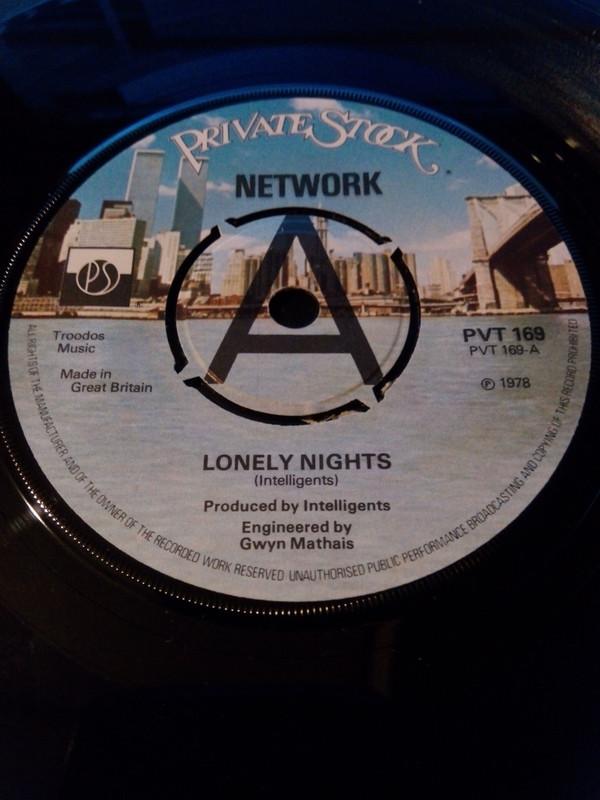 PRIVATE STOCK
NETWORK
A
PS
Troodos
Music
Made in
Great Britain
PVT 169
PVT 169-A
℗ 1978
LONELY NIGHTS
(Intelligents)
Produced by Intelligents
Engineered by
Gwyn Mathais
ALL RIGHTS OF THE MANUFACTURER AND OF THE OWNER OF THE RECORDED WORK RESERVED UNAUTHORISED PUBLIC PERFORMANCE BROADCASTING AND COPYING OF THIS RECORD PROHIBITED